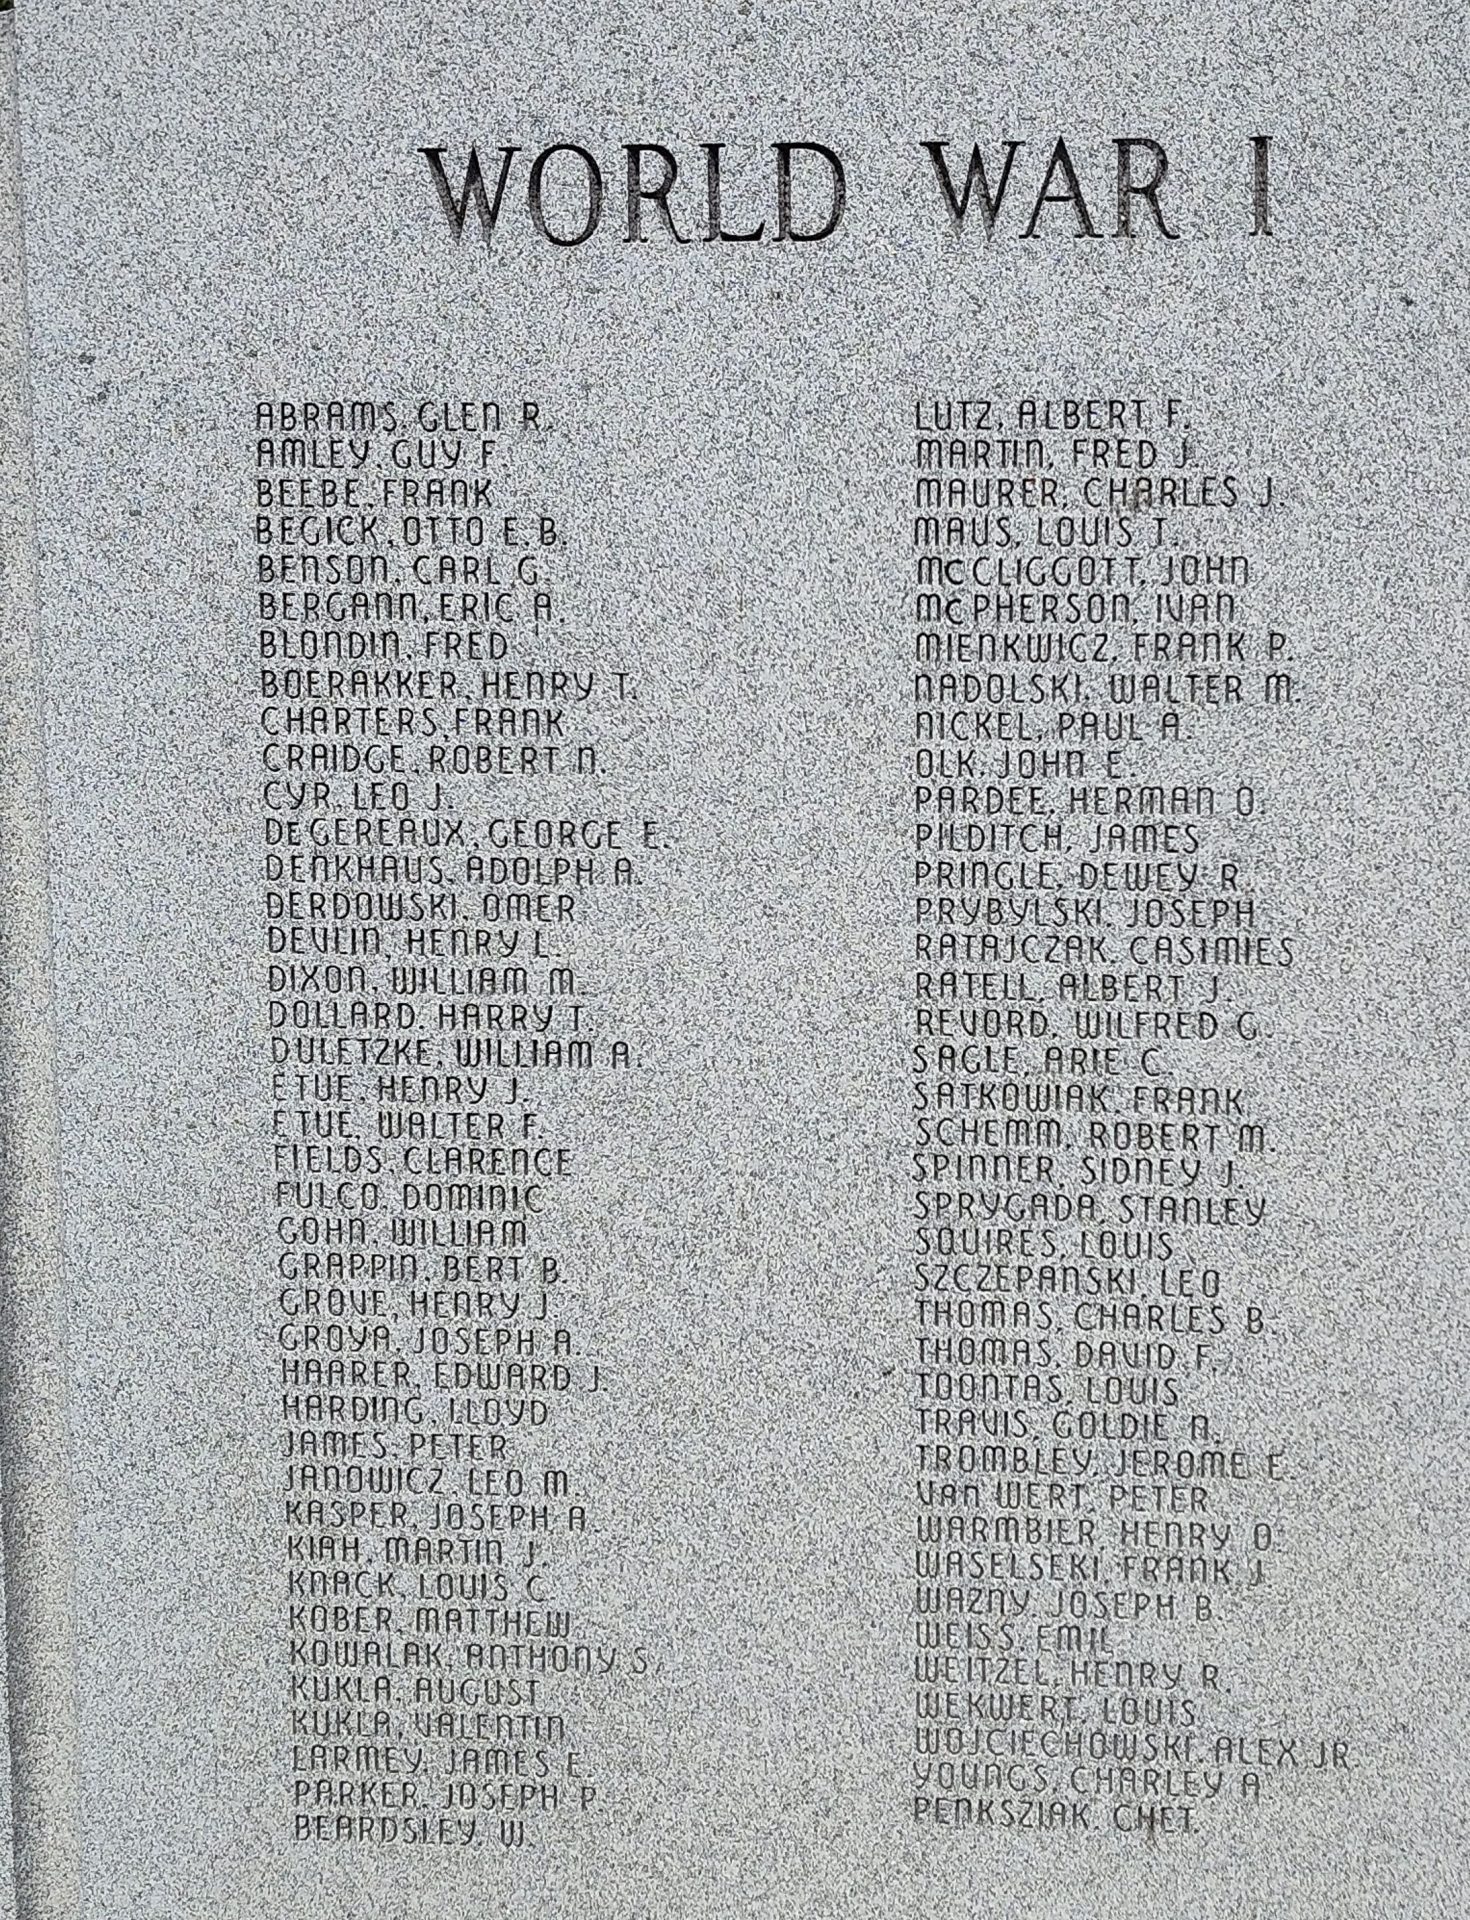 WORLD WAR I
ABRAMS, GLEN R.
AMLEY, GUY F.
BEEBE, FRANK
BEGICK, OTTO E.B.
BENSON, CARL G.
BERGANN, ERIC A.
BLONDIN, FRED
BOERAKKER, HENRY T.
CHARTERS, FRANK
CRAIDGE, ROBERT N.
CYR, LEO J.
DEGEREAUX, GEORGE E.
DENKHAUS, ADOLPH A.
DERDOWSKI, OMER
DEVLIN, HENRY L.
DIXON, WILLIAM M.
DOLLARD, HARRY T.
DULETZKE, WILLIAM A.
ETUE, HENRY J.
ETUE, WALTER F.
FIELDS, CLARENCE
FULCO, DOMINIC
GOHN, WILLIAM
GRAPPIN, BERT B.
GROVE, HENRY J.
GROYA, JOSEPH A.
HAARER, EDWARD J.
HARDING, LLOYD
JAMES, PETER
JANOWICZ, LEO M.
KASPER, JOSEPH A.
KIAH, MARTIN J.
KNACK, LOUIS C.
KOBER, MATTHEW
KOWALAK, ANTHONY S.
KUKLA, AUGUST
KUKLA, VALENTIN
LARMEY, JAMES E.
PARKER, JOSEPH P.
BEARDSLEY, W.
LUTZ, ALBERT F.
MARTIN, FRED J.
MAURER, CHARLES J.
MAUS, LOUIS T.
McCLIGGOTT, JOHN
McPHERSON, IVAN
MIENKWICZ, FRANK P.
NADOLSKI, WALTER M.
NICKEL, PAUL A.
OLK, JOHN E.
PARDEE, HERMAN O.
PILDITCH, JAMES
PRINGLE, DEWEY R.
PRYBYLSKI, JOSEPH
RATAJCZAK, CASIMIES
RATELL, ALBERT J.
REVORD, WILFRED G.
SAGLE, ARIE C.
SATKOWIAK, FRANK
SCHEMM, ROBERT M.
SPINNER, SIDNEY J.
SPRYGADA, STANLEY
SQUIRES, LOUIS
SZCZEPANSKI, LEO
THOMAS, CHARLES B.
THOMAS, DAVID F.
TOONTAS, LOUIS
TRAVIS, GOLDIE N.
TROMBLEY, JEROME E.
VAN WERT, PETER
WARMBIER, HENRY O.
WASELSEKI, FRANK J.
WAZNY, JOSEPH B.
WEISS, EMIL
WEITZEL, HENRY R.
WEKWERT, LOUIS
WOJCIECHOWSKI, ALEX JR.
YOUNGS, CHARLEY A.
PENKSZIAK, CHET.